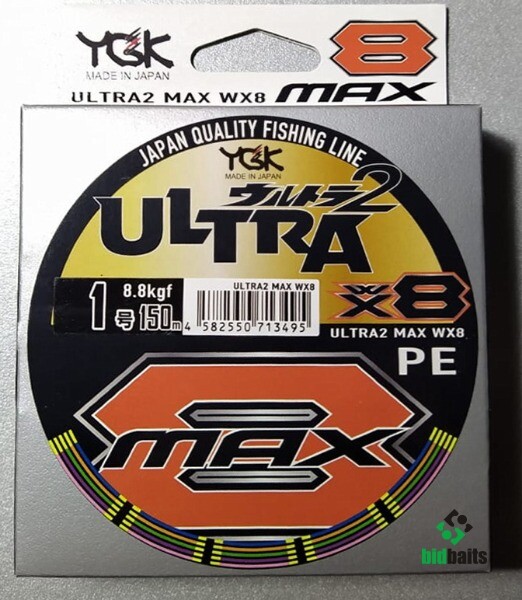 YGK
MADE IN JAPAN
8
ULTRA2 MAX WX8 MAX
JAPAN QUALITY FISHING LINE
YGK
MADE IN JAPAN
ウルトラ2
ULTRA
ULTRA2 MAX WX8
1号 8.8kgf 150m
4 582550 713495
WX8
ULTRA2 MAX WX8
PE
8
MAX
bidbaits